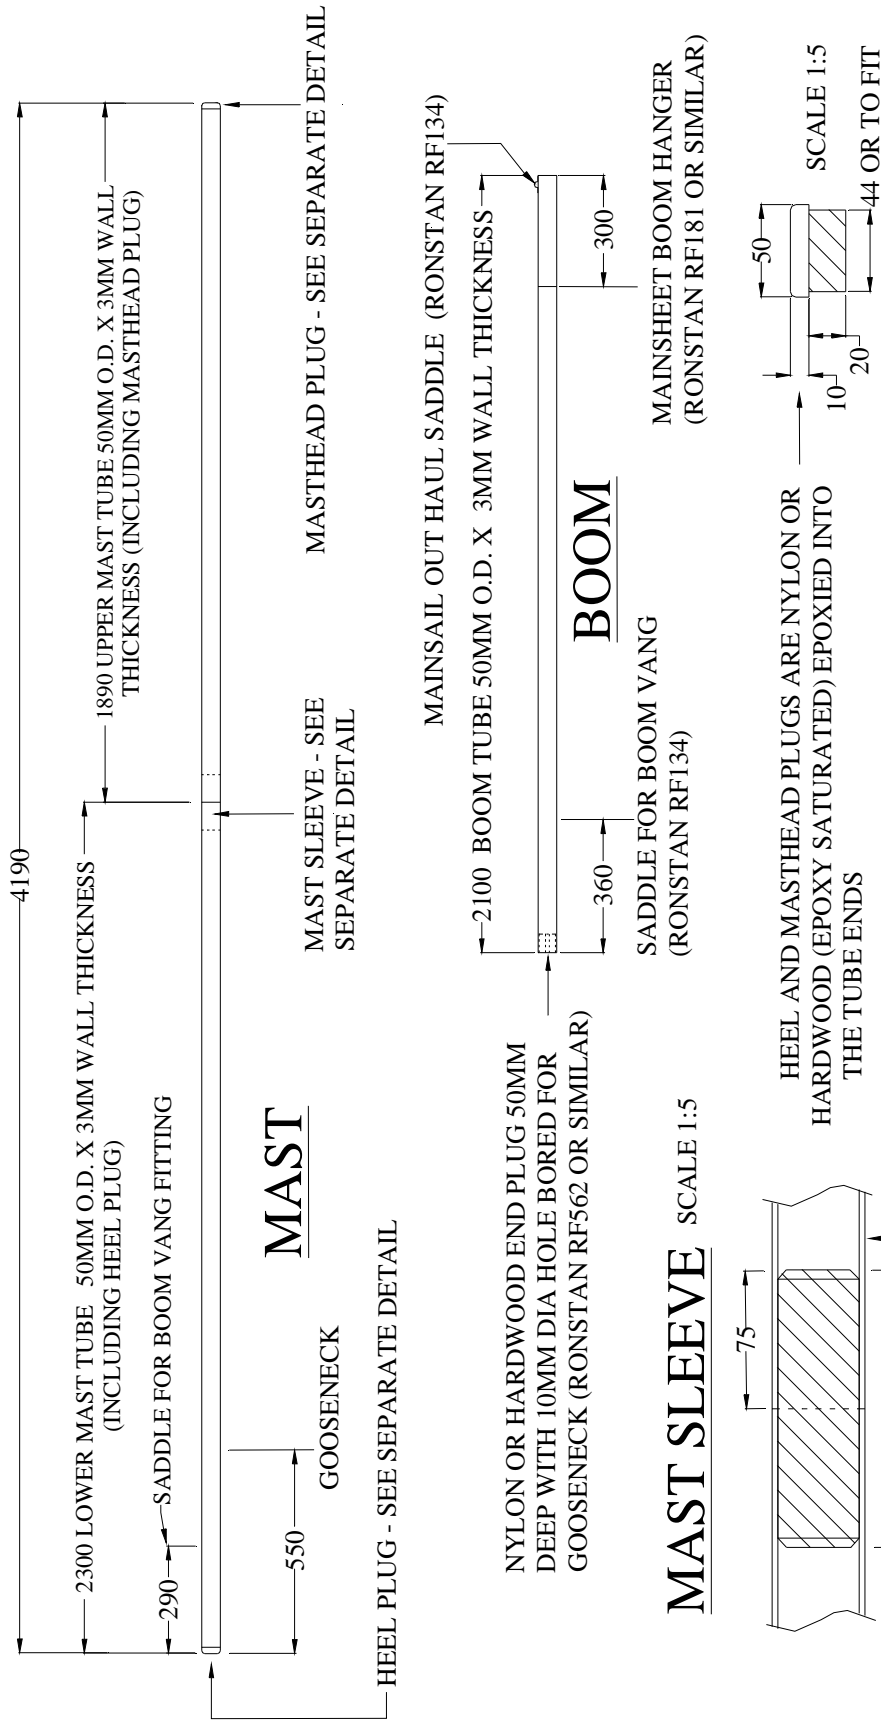 4190
2300 LOWER MAST TUBE 50MM O.D. X 3MM WALL THICKNESS
(INCLUDING HEEL PLUG)
1890 UPPER MAST TUBE 50MM O.D. X 3MM WALL
THICKNESS (INCLUDING MASTHEAD PLUG)
290
SADDLE FOR BOOM VANG FITTING
550
GOOSENECK
HEEL PLUG - SEE SEPARATE DETAIL
MAST
MAST SLEEVE - SEE
SEPARATE DETAIL
MASTHEAD PLUG - SEE SEPARATE DETAIL
MAINSAIL OUT HAUL SADDLE (RONSTAN RF134)
2100 BOOM TUBE 50MM O.D. X 3MM WALL THICKNESS
NYLON OR HARDWOOD END PLUG 50MM
DEEP WITH 10MM DIA HOLE BORED FOR
GOOSENECK (RONSTAN RF562 OR SIMILAR)
360
SADDLE FOR BOOM VANG
(RONSTAN RF134)
BOOM
300
MAINSHEET BOOM HANGER
(RONSTAN RF181 OR SIMILAR)
MAST SLEEVE SCALE 1:5
75
HEEL AND MASTHEAD PLUGS ARE NYLON OR
HARDWOOD (EPOXY SATURATED) EPOXIED INTO
THE TUBE ENDS
50
10
20
SCALE 1:5
44 OR TO FIT